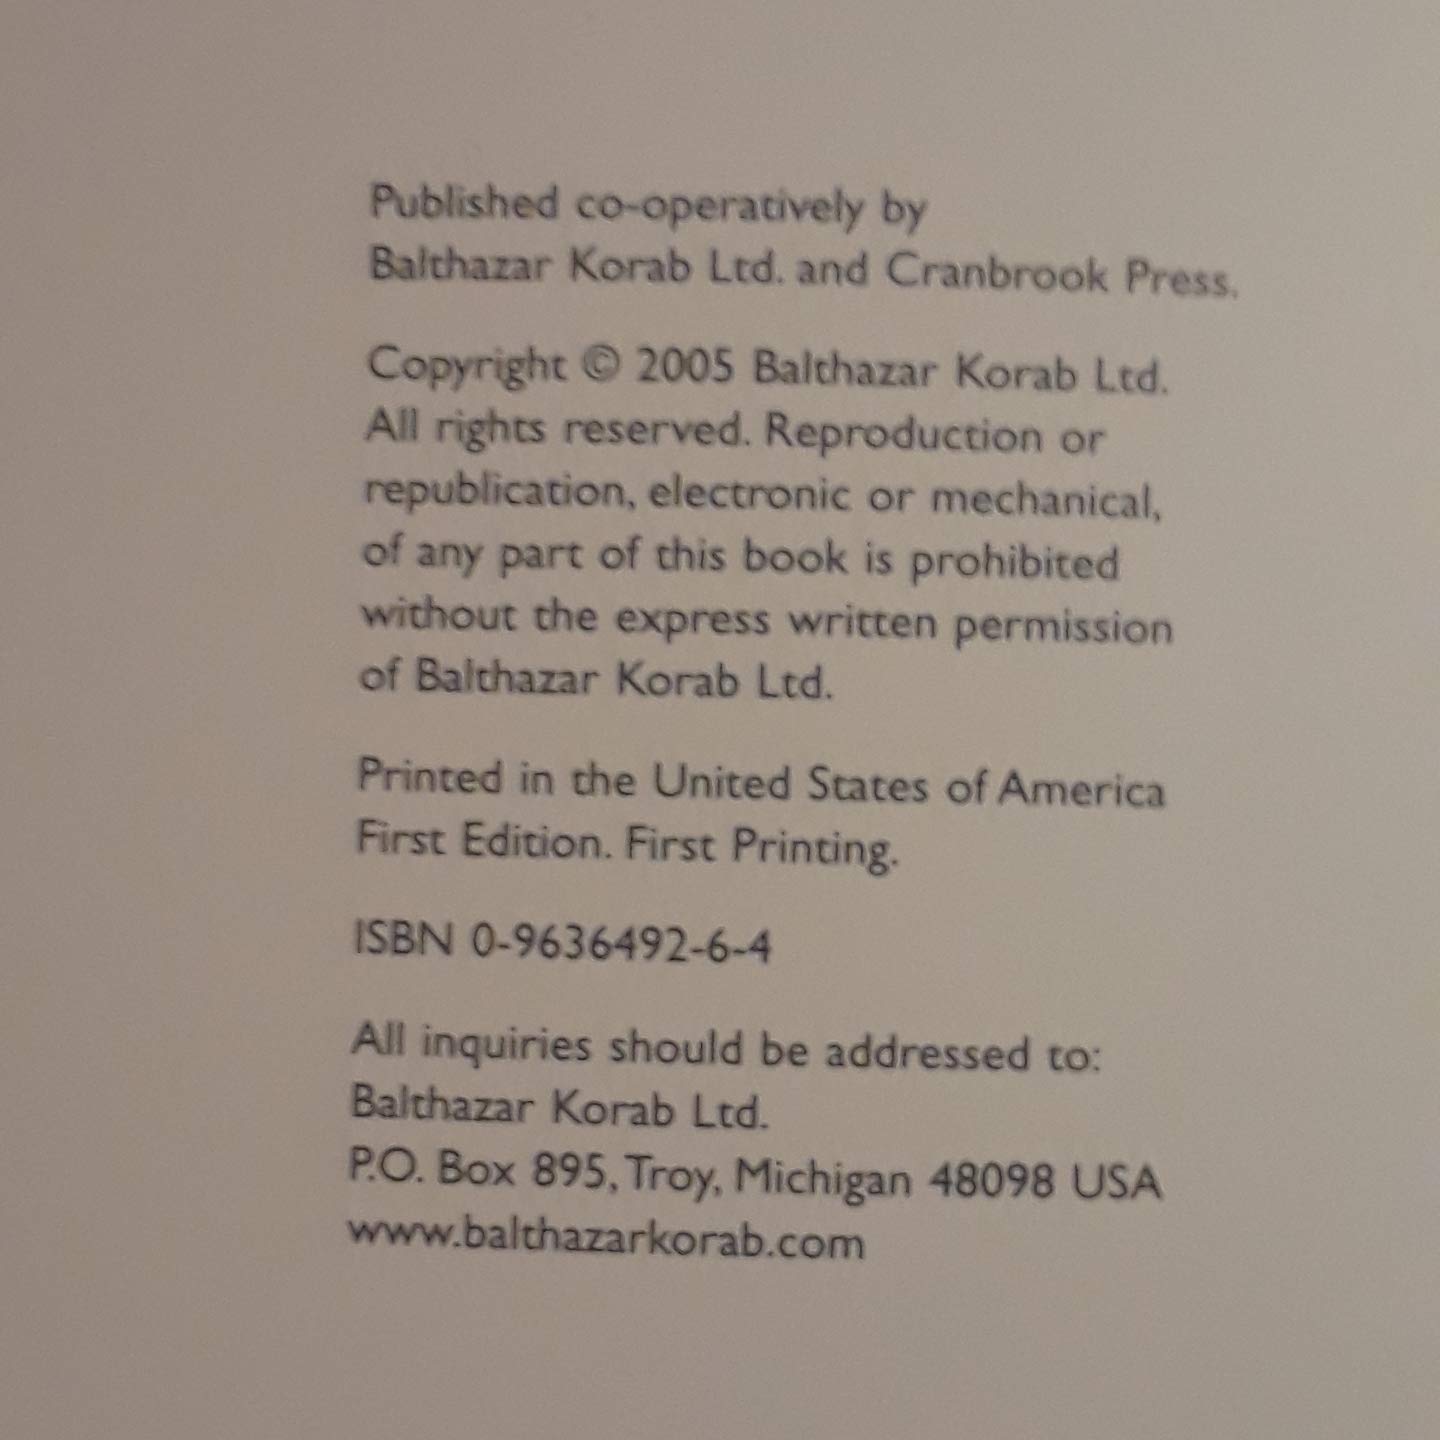 Published co-operatively by
Balthazar Korab Ltd. and Cranbrook Press.
Copyright © 2005 Balthazar Korab Ltd.
All rights reserved. Reproduction or
republication, electronic or mechanical,
of any part of this book is prohibited
without the express written permission
of Balthazar Korab Ltd.
Printed in the United States of America
First Edition. First Printing.
ISBN 0-9636492-6-4
All inquiries should be addressed to:
Balthazar Korab Ltd.
P.O. Box 895, Troy, Michigan 48098 USA
www.balthazarkorab.com